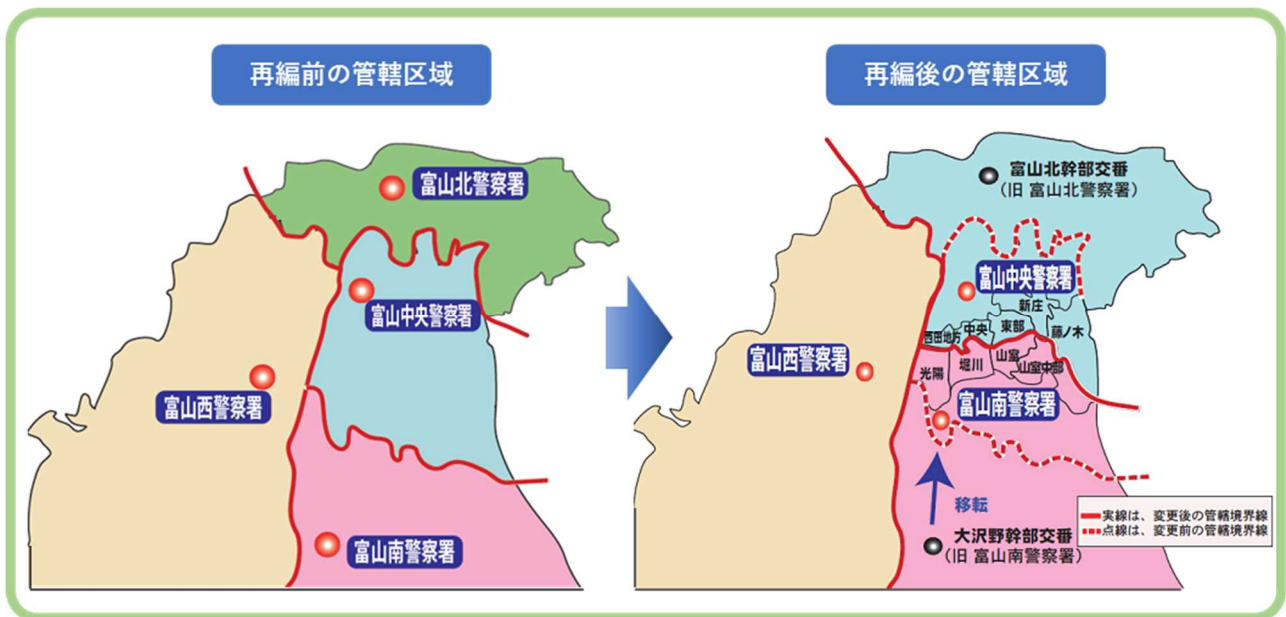 再編前の管轄区域
富山北警察署
富山中央警察署
富山西警察署
富山南警察署
再編後の管轄区域
富山北幹部交番
（旧 富山北警察署）
富山中央警察署
新庄
西田地方
中央
東部
藤ノ木
富山西警察署
光陽
堀川
山室
山室中部
富山南警察署
移転
大沢野幹部交番
（旧 富山南警察署）
実線は、変更後の管轄境界線
点線は、変更前の管轄境界線